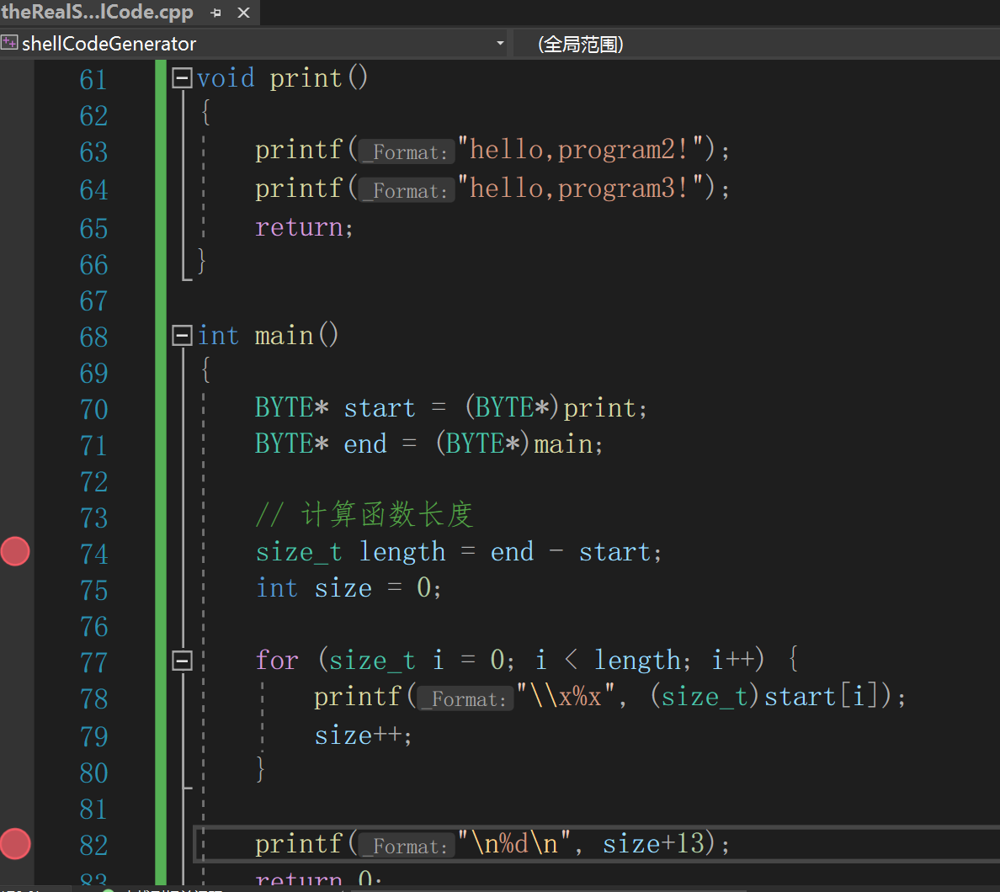 theRealS...lCode.cpp
shellCodeGenerator (全局范围)
61 void print()
62 {
63 printf(_Format:"hello,program2!");
64 printf(_Format:"hello,program3!");
65 return;
66 }
67
68 int main()
69 {
70 BYTE* start = (BYTE*)print;
71 BYTE* end = (BYTE*)main;
72
73 // 计算函数长度
74 size_t length = end - start;
75 int size = 0;
76
77 for (size_t i = 0; i < length; i++) {
78 printf(_Format:"\\x%x", (size_t)start[i]);
79 size++;
80 }
81
82 printf(_Format:"\n%d\n", size+13);
83 return 0;